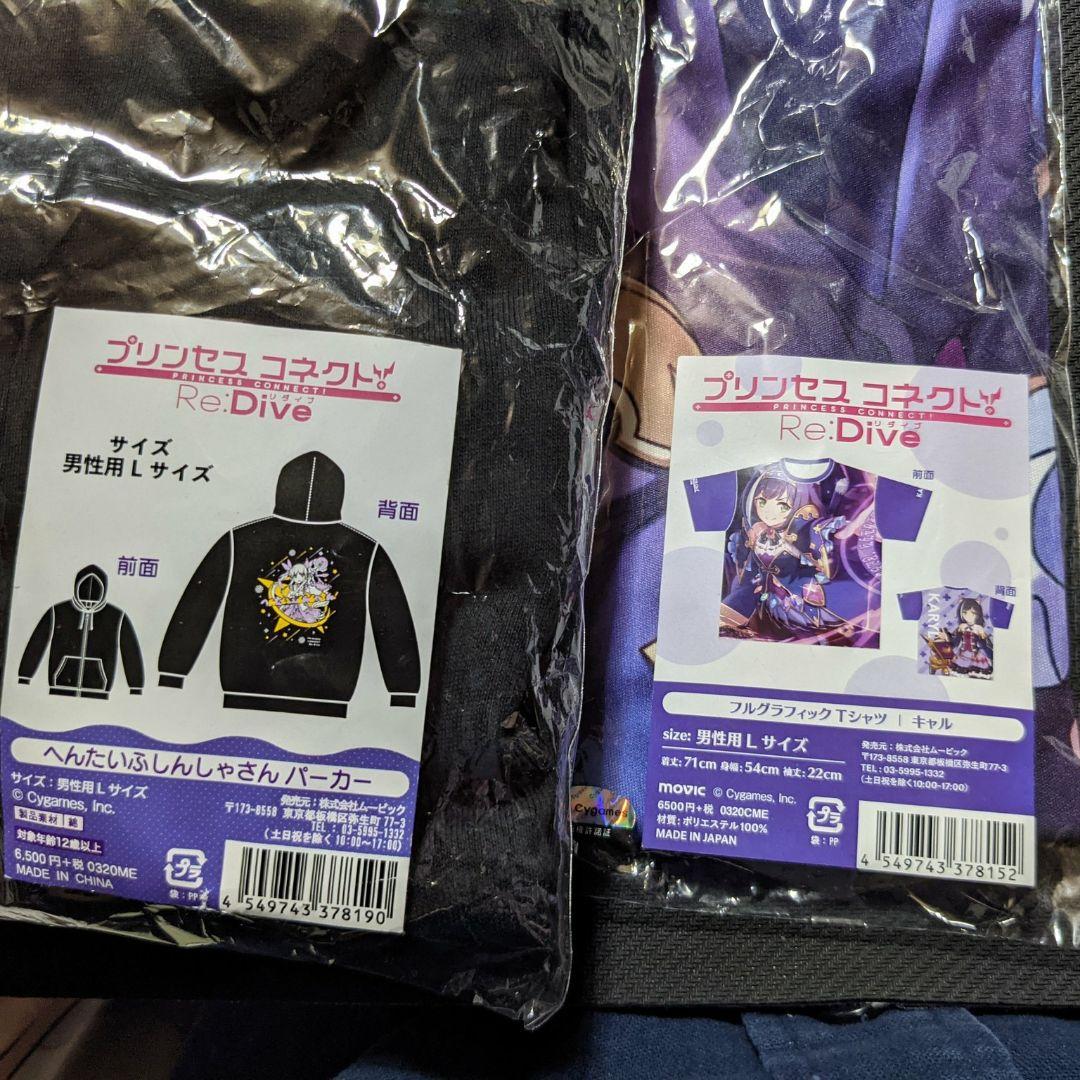 プリンセス コネクト!
PRINCESS CONNECT!
リダイブ
Re:Dive
サイズ
男性用 L サイズ
背面
前面
へんたいふしんしゃさん パーカー
サイズ：男性用 L サイズ
© Cygames, Inc.
製品素材 綿
対象年齢12歳以上
6,500円+税 0320ME
MADE IN CHINA
発売元：株式会社ムービック
〒173-8558 東京都板橋区弥生町77-3
TEL：03-5995-1332
(土日祝を除く10:00〜17:00)
プラ
袋：PP
4 549743 378190
プリンセス コネクト!
PRINCESS CONNECT!
リダイブ
Re:Dive
前面
背面
KARYL
フルグラフィックTシャツ | キャル
size: 男性用 L サイズ
着丈：71cm 身幅：54cm 袖丈：22cm
movic © Cygames, Inc.
6500円+税 0320CME
材質：ポリエステル100%
MADE IN JAPAN
発売元：株式会社ムービック
〒173-8558 東京都板橋区弥生町77-3
TEL：03-5995-1332
(土日祝を除く10:00-17:00)
プラ
袋：PP
4 549743 378152
Cygames
許諾証